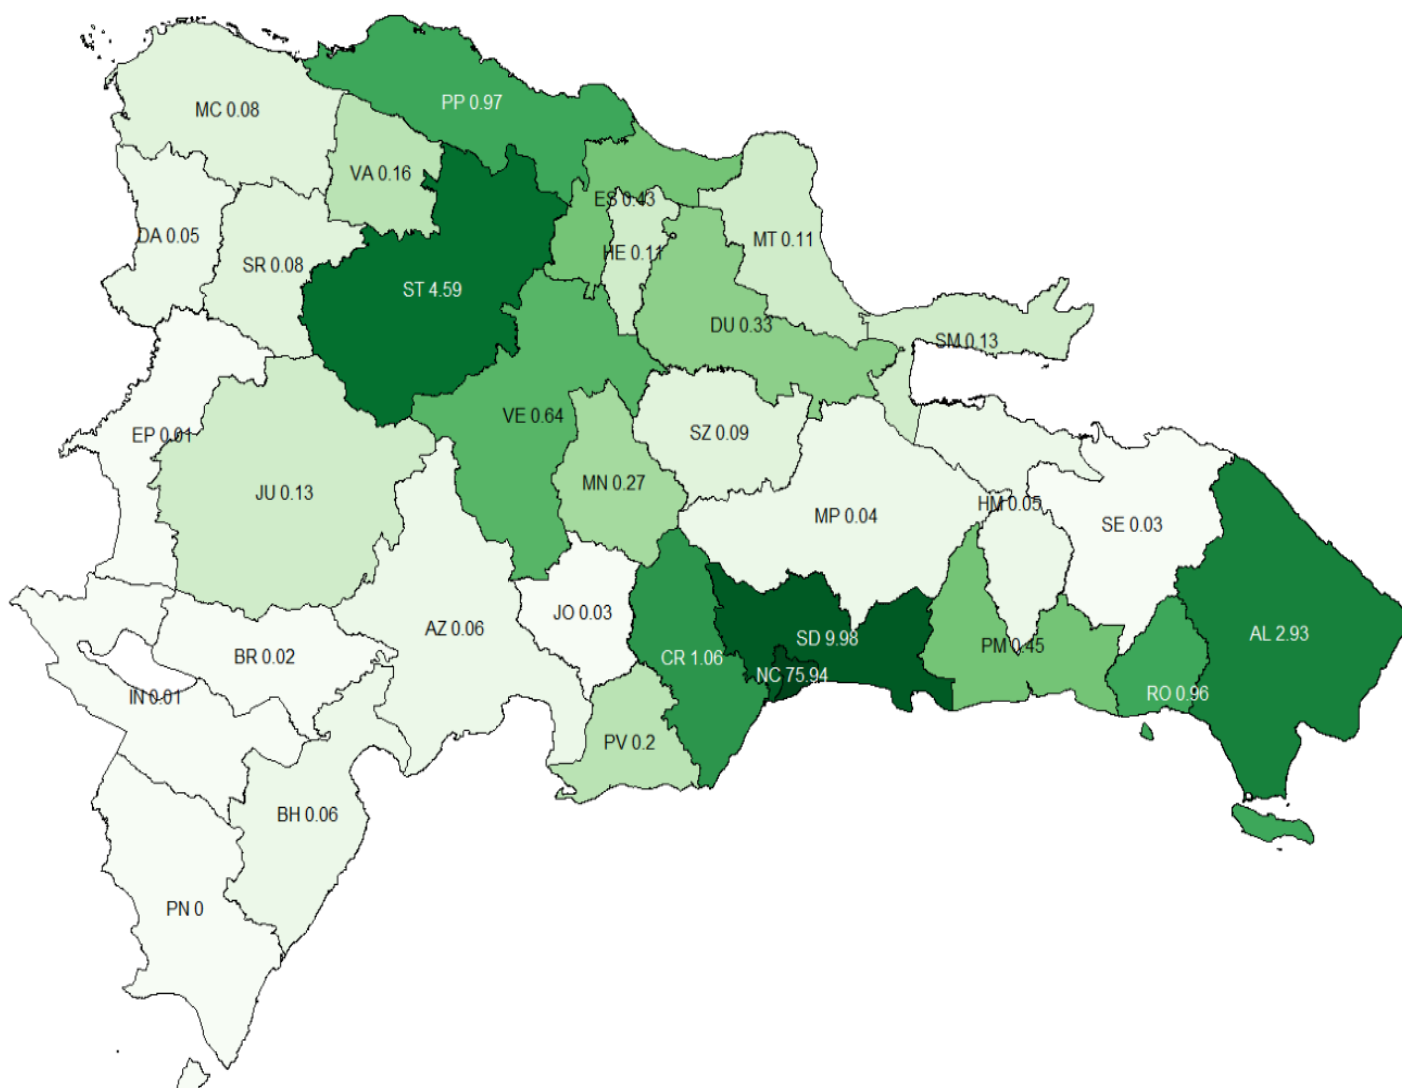 PP 0.97
MC 0.08
VA 0.16
ES 0.43
DA 0.05
MT 0.11
HE 0.11
SR 0.08
ST 4.59
DU 0.33
SM 0.13
VE 0.64
SZ 0.09
EP 0.01
MN 0.27
JU 0.13
HM 0.05
MP 0.04
SE 0.03
JO 0.03
AZ 0.06
SD 9.98
AL 2.93
PM 0.45
BR 0.02
CR 1.06
NC 75.94
IN 0.01
RO 0.96
PV 0.2
BH 0.06
PN 0